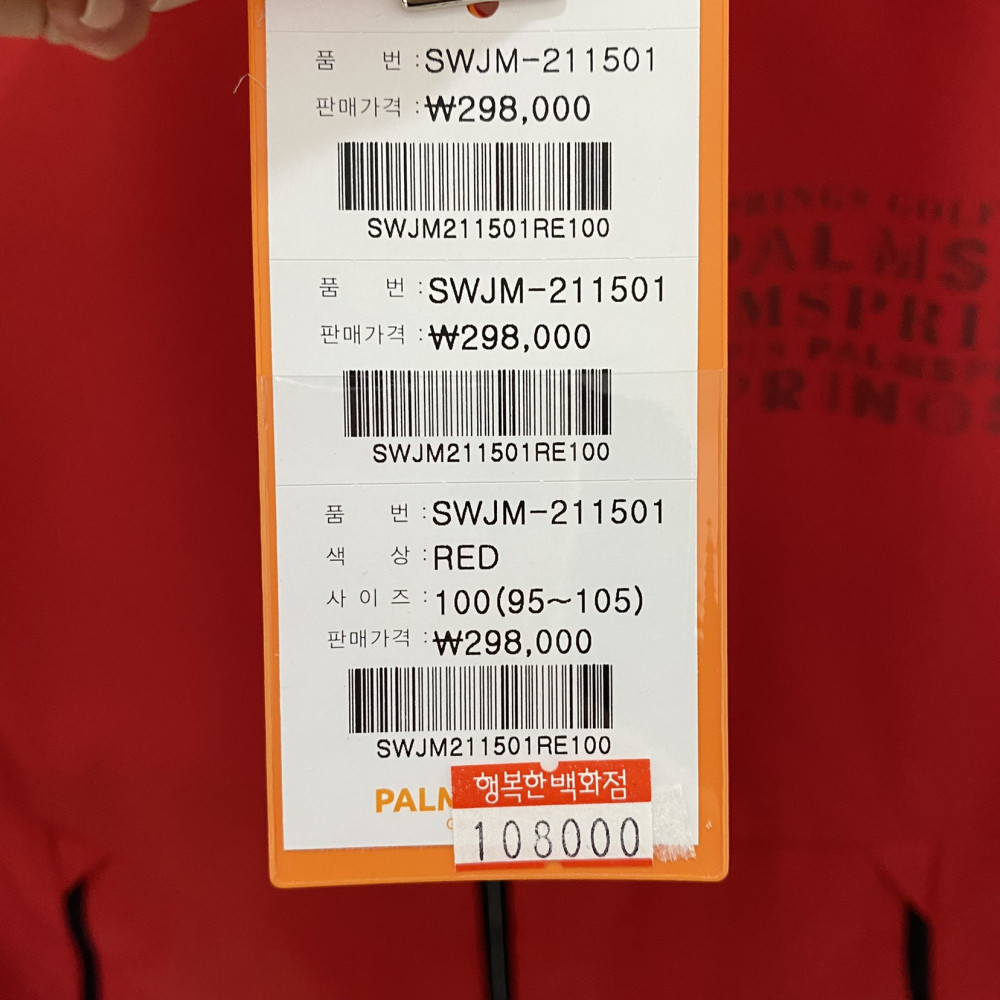 품 번 : SWJM-211501
판매가격 : ₩298,000
SWJM211501RE100
품 번 : SWJM-211501
판매가격 : ₩298,000
SWJM211501RE100
품 번 : SWJM-211501
색 상 : RED
사 이 즈 : 100(95~105)
판매가격 : ₩298,000
SWJM211501RE100
행복한백화점
108000